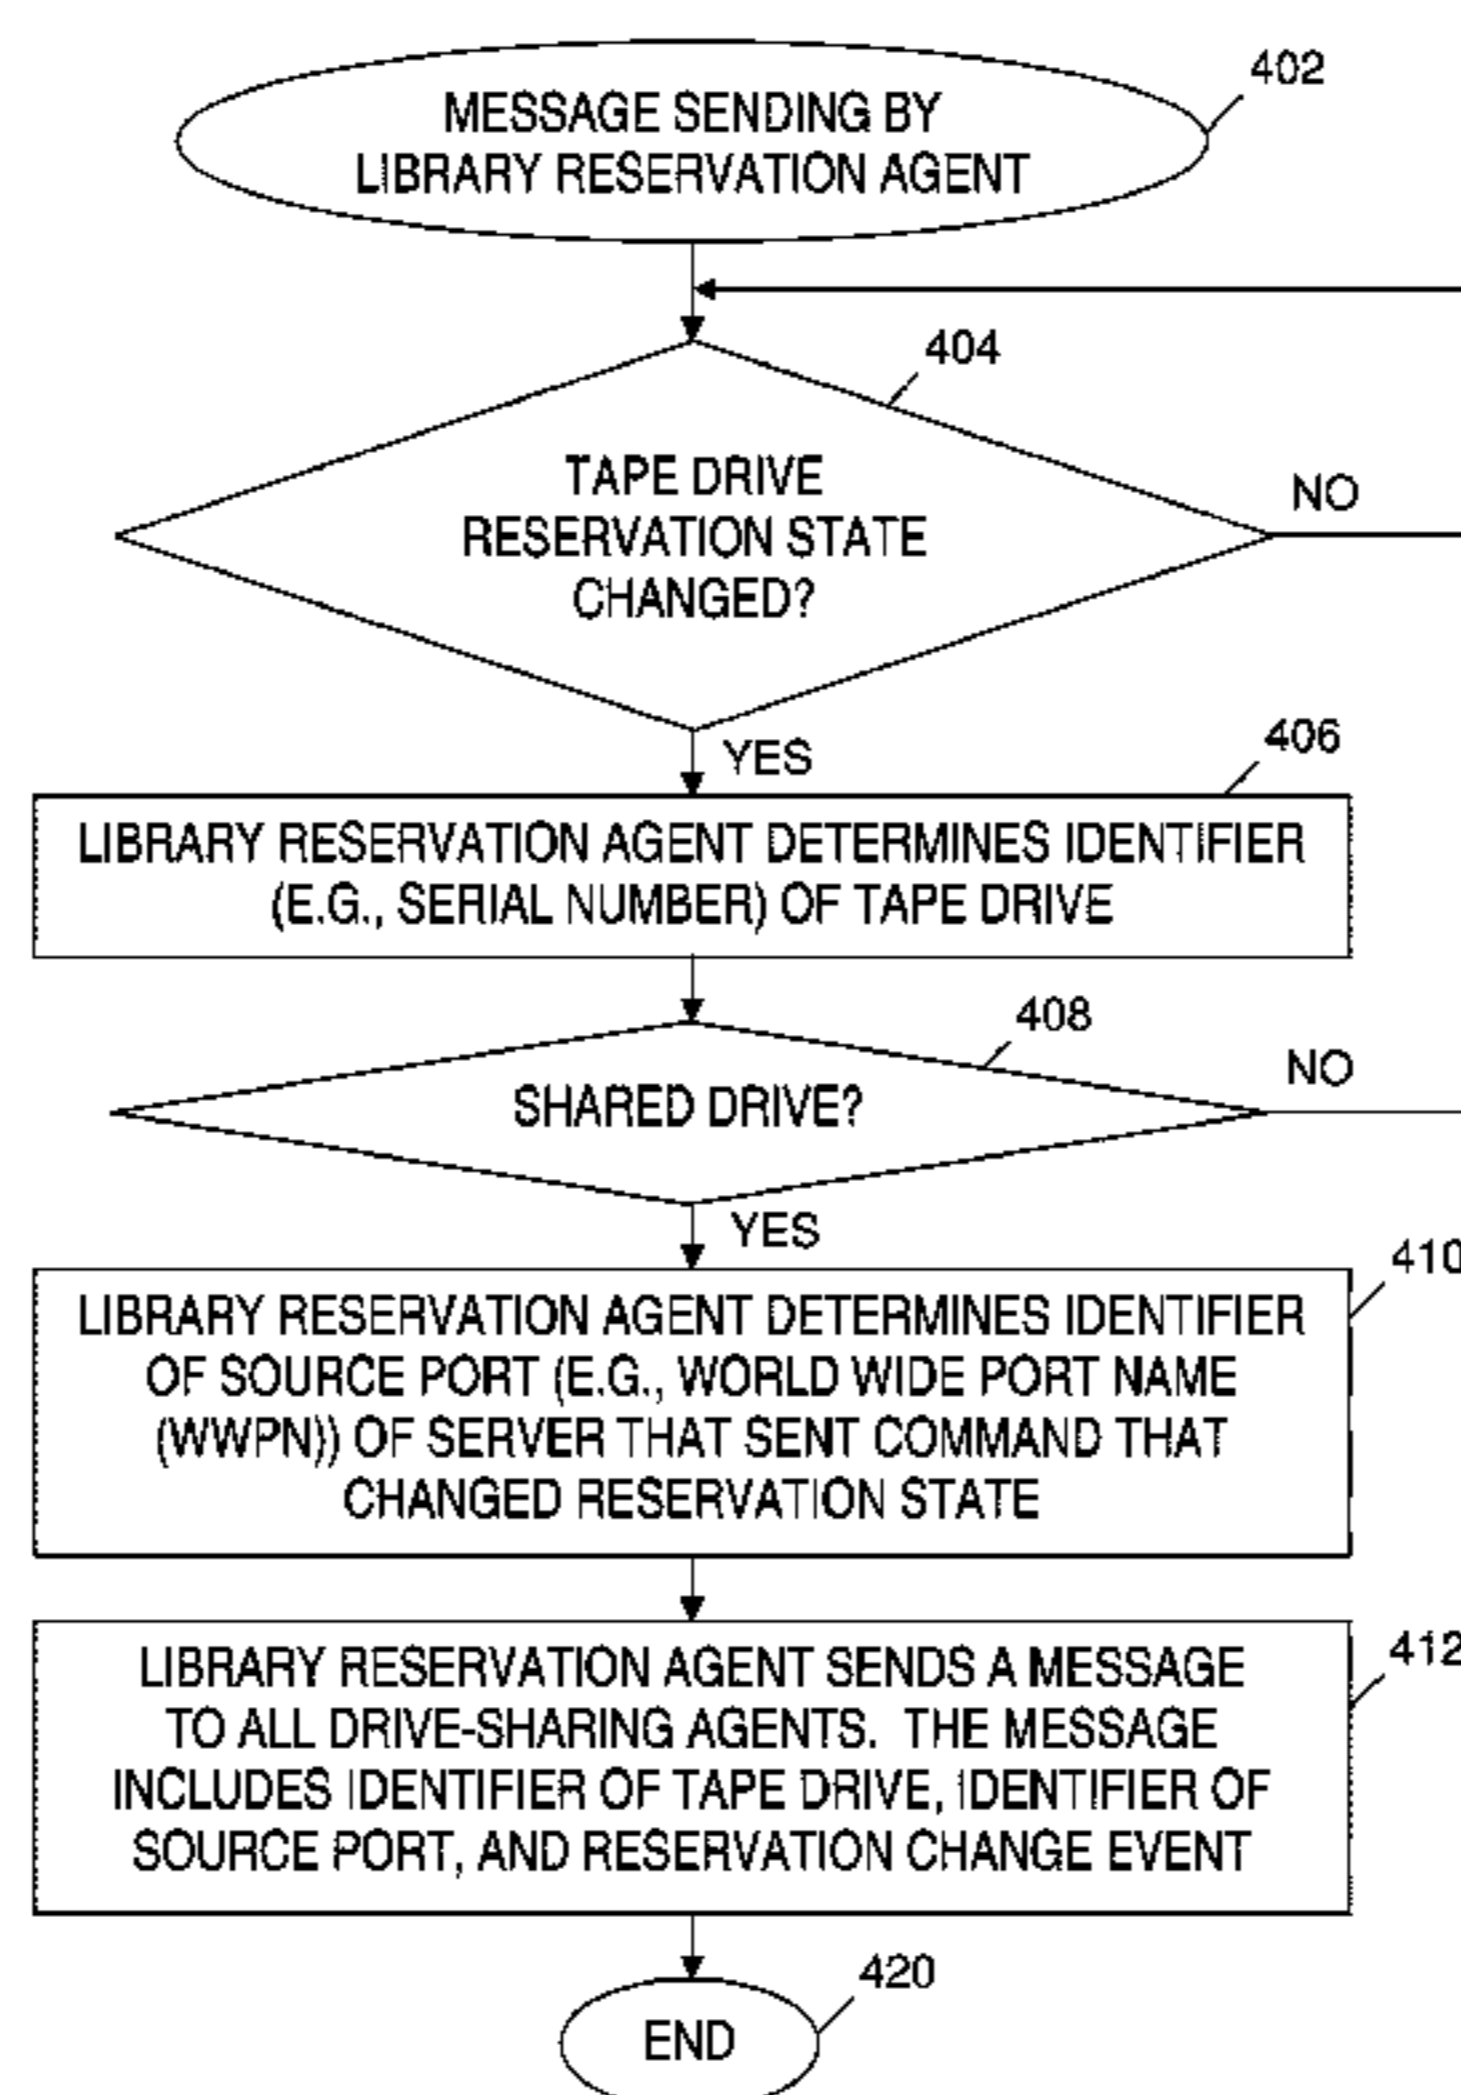 402
MESSAGE SENDING BY
LIBRARY RESERVATION AGENT
404
TAPE DRIVE
RESERVATION STATE
CHANGED?
NO
YES
406
LIBRARY RESERVATION AGENT DETERMINES IDENTIFIER
(E.G., SERIAL NUMBER) OF TAPE DRIVE
408
SHARED DRIVE?
NO
YES
410
LIBRARY RESERVATION AGENT DETERMINES IDENTIFIER
OF SOURCE PORT (E.G., WORLD WIDE PORT NAME
(WWPN)) OF SERVER THAT SENT COMMAND THAT
CHANGED RESERVATION STATE
412
LIBRARY RESERVATION AGENT SENDS A MESSAGE
TO ALL DRIVE-SHARING AGENTS. THE MESSAGE
INCLUDES IDENTIFIER OF TAPE DRIVE, IDENTIFIER OF
SOURCE PORT, AND RESERVATION CHANGE EVENT
420
END